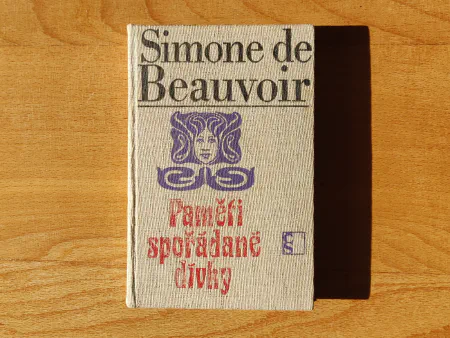 Simone de
Beauvoir
Paměti
spořádané
dívky